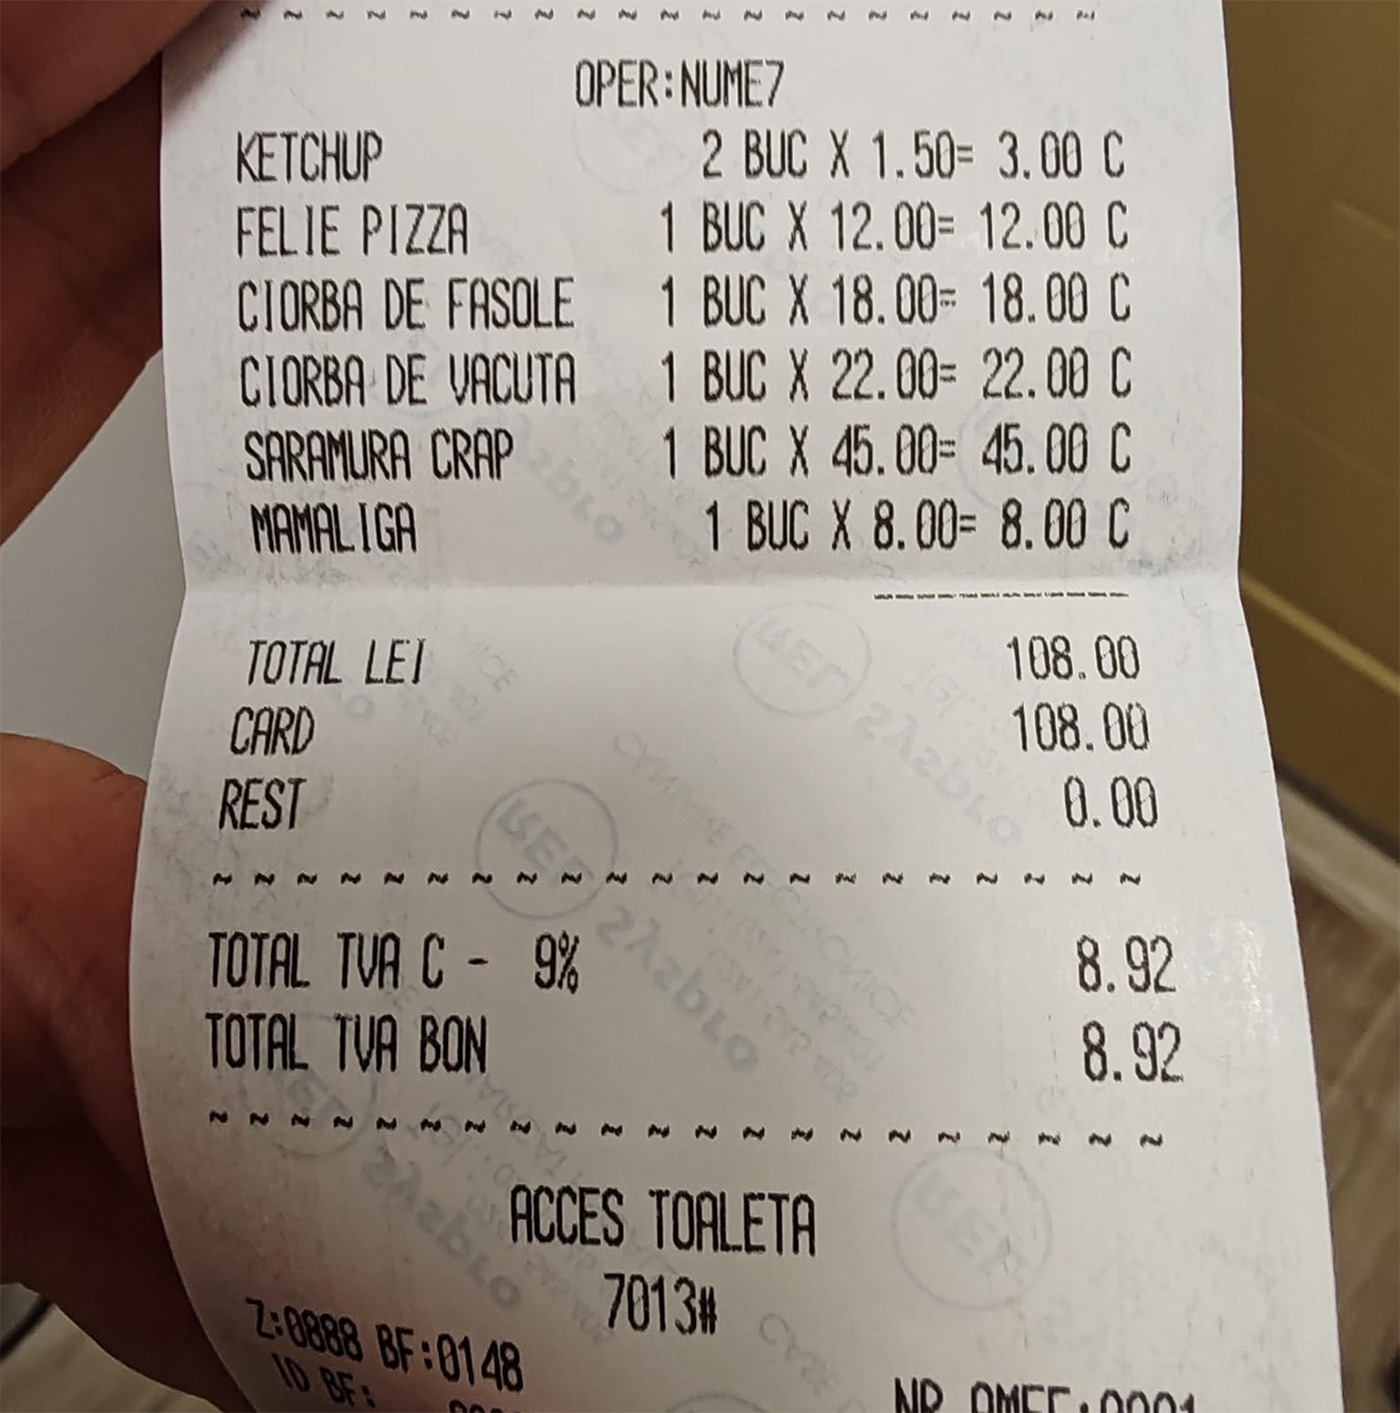 OPER:NUME7
KETCHUP 2 BUC X 1.50= 3.00 C
FELIE PIZZA 1 BUC X 12.00= 12.00 C
CIORBA DE FASOLE 1 BUC X 18.00= 18.00 C
CIORBA DE VACUTA 1 BUC X 22.00= 22.00 C
SARAMURA CRAP 1 BUC X 45.00= 45.00 C
MAMALIGA 1 BUC X 8.00= 8.00 C
TOTAL LEI 108.00
CARD 108.00
REST 0.00
TOTAL TVA C - 9% 8.92
TOTAL TVA BON 8.92
ACCES TOALETA
7013#
Z:0888 BF:0148
ID BF: